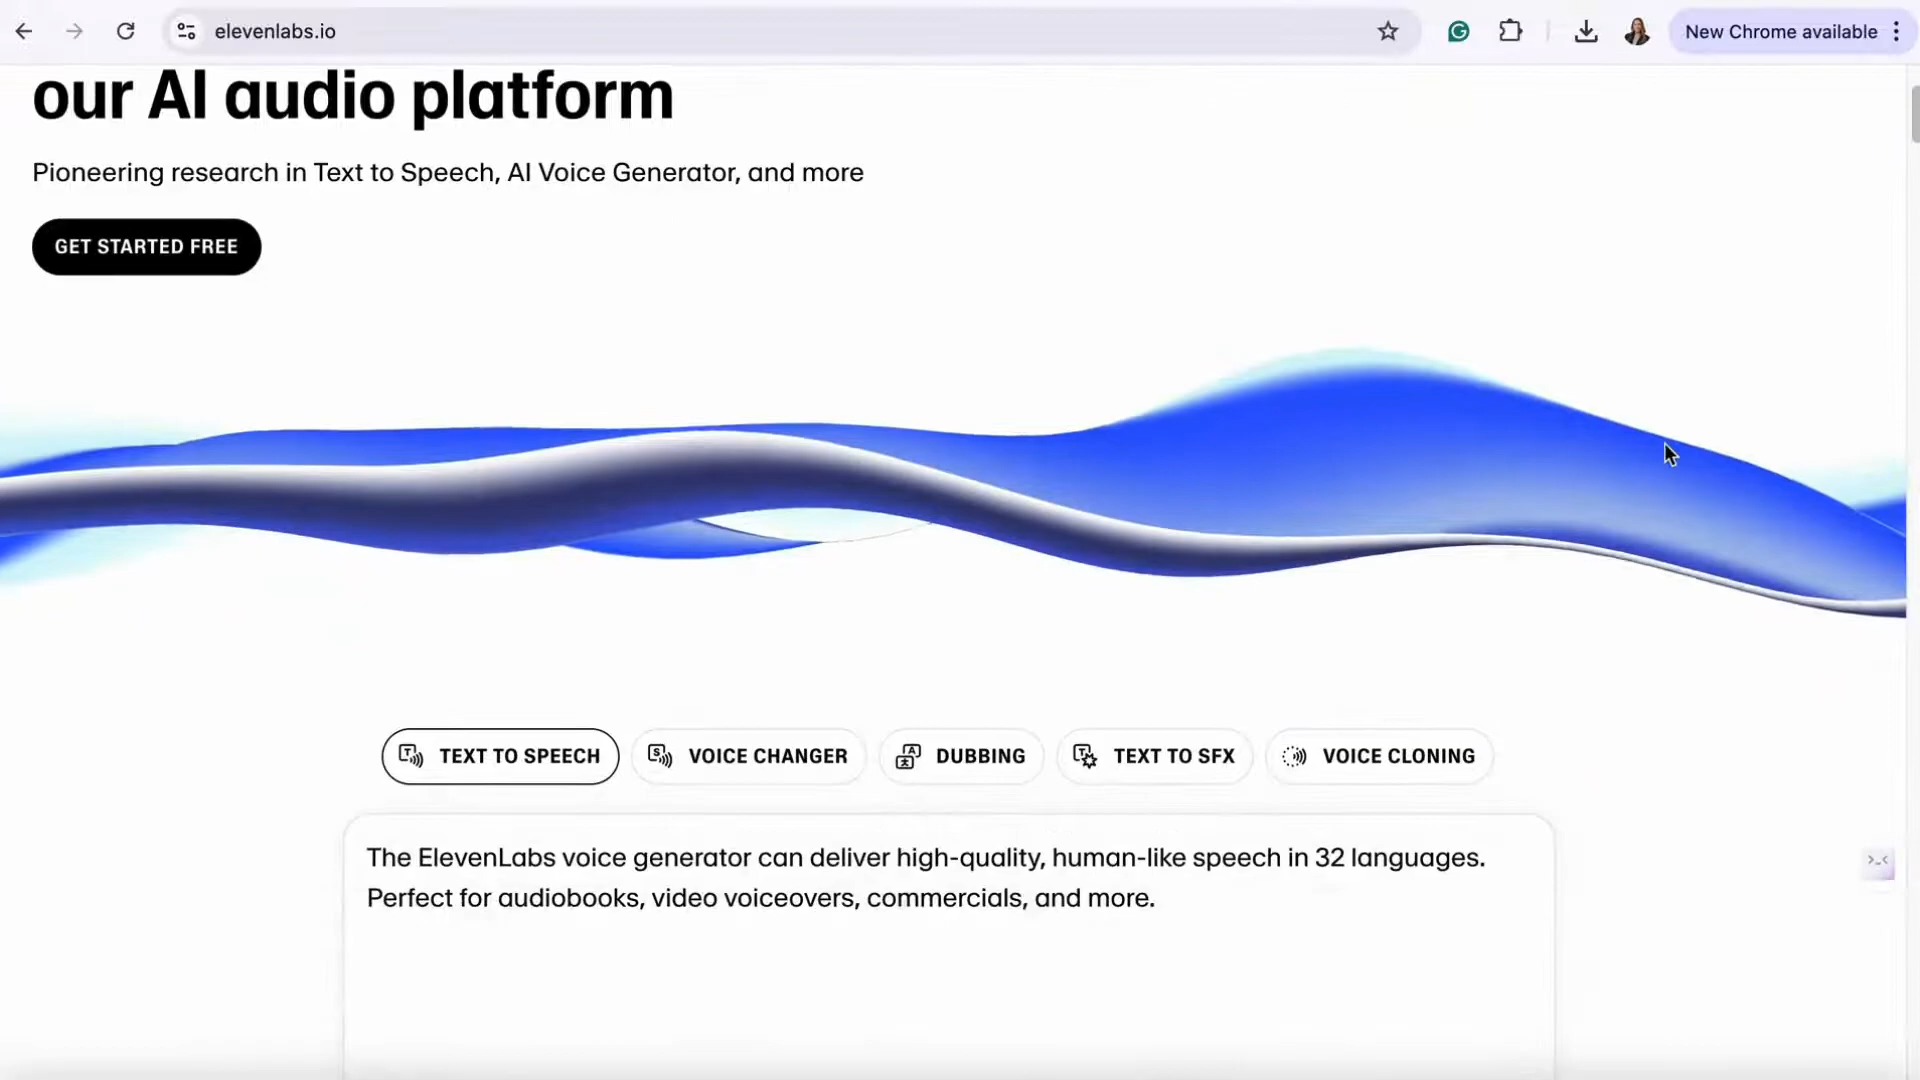 elevenlabs.io
New Chrome available
our AI audio platform
Pioneering research in Text to Speech, AI Voice Generator, and more
GET STARTED FREE
TEXT TO SPEECH
VOICE CHANGER
DUBBING
TEXT TO SFX
VOICE CLONING
The ElevenLabs voice generator can deliver high-quality, human-like speech in 32 languages.
Perfect for audiobooks, video voiceovers, commercials, and more.